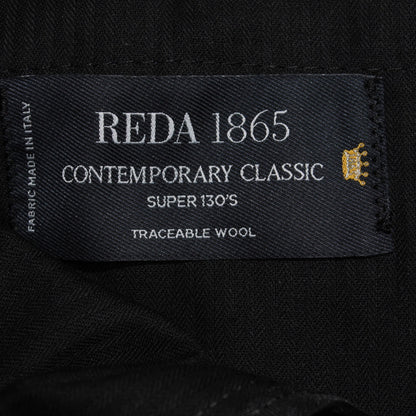 FABRIC MADE IN ITALY
REDA 1865
CONTEMPORARY CLASSIC
SUPER 130'S
TRACEABLE WOOL